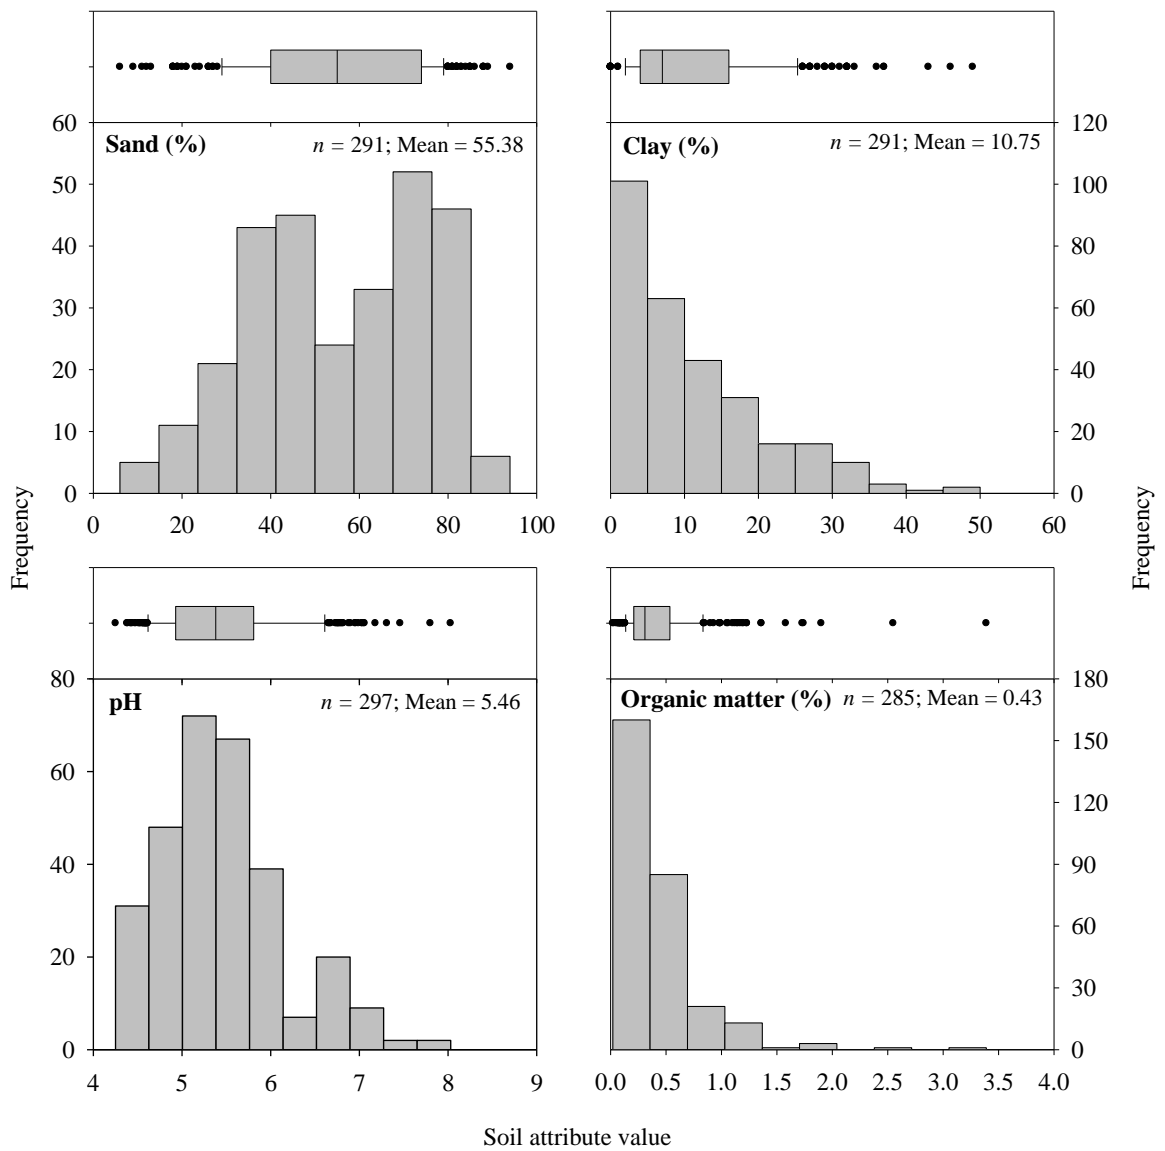 60
Sand (%)
n = 291; Mean = 55.38
50
40
30
20
10
0
0 20 40 60 80 100
Clay (%)
n = 291; Mean = 10.75
120
100
80
60
40
20
0
0 10 20 30 40 50 60
Frequency
Frequency
80
pH
n = 297; Mean = 5.46
60
40
20
0
4 5 6 7 8 9
Organic matter (%) n = 285; Mean = 0.43
180
150
120
90
60
30
0
0.0 0.5 1.0 1.5 2.0 2.5 3.0 3.5 4.0
Soil attribute value